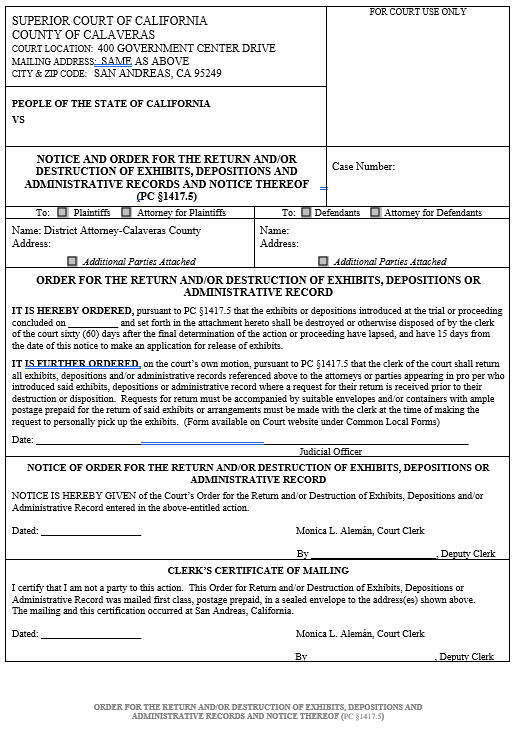 SUPERIOR COURT OF CALIFORNIA
COUNTY OF CALAVERAS
COURT LOCATION: 400 GOVERNMENT CENTER DRIVE
MAILING ADDRESS: SAME AS ABOVE
CITY & ZIP CODE: SAN ANDREAS, CA 95249
FOR COURT USE ONLY
PEOPLE OF THE STATE OF CALIFORNIA
VS
NOTICE AND ORDER FOR THE RETURN AND/OR
DESTRUCTION OF EXHIBITS, DEPOSITIONS AND
ADMINISTRATIVE RECORDS AND NOTICE THEREOF
(PC §1417.5)
Case Number:
To: Plaintiffs Attorney for Plaintiffs
To: Defendants Attorney for Defendants
Name: District Attorney-Calaveras County
Address:
Additional Parties Attached
Name:
Address:
Additional Parties Attached
ORDER FOR THE RETURN AND/OR DESTRUCTION OF EXHIBITS, DEPOSITIONS OR
ADMINISTRATIVE RECORD
IT IS HEREBY ORDERED, pursuant to PC §1417.5 that the exhibits or depositions introduced at the trial or proceeding
concluded on __________ and set forth in the attachment hereto shall be destroyed or otherwise disposed of by the clerk
of the court sixty (60) days after the final determination of the action or proceeding have lapsed, and have 15 days from
the date of this notice to make an application for release of exhibits.
IT IS FURTHER ORDERED, on the court's own motion, pursuant to PC §1417.5 that the clerk of the court shall return
all exhibits, depositions and/or administrative records referenced above to the attorneys or parties appearing in pro per who
introduced said exhibits, depositions or administrative record where a request for their return is received prior to their
destruction or disposition. Requests for return must be accompanied by suitable envelopes and/or containers with ample
postage prepaid for the return of said exhibits or arrangements must be made with the clerk at the time of making the
request to personally pick up the exhibits. (Form available on Court website under Common Local Forms)
Date: ____________________
Judicial Officer
NOTICE OF ORDER FOR THE RETURN AND/OR DESTRUCTION OF EXHIBITS, DEPOSITIONS OR
ADMINISTRATIVE RECORD
NOTICE IS HEREBY GIVEN of the Court's Order for the Return and/or Destruction of Exhibits, Depositions and/or
Administrative Record entered in the above-entitled action.
Dated: ____________________ Monica L. Alemán, Court Clerk
By _________________________, Deputy Clerk
CLERK'S CERTIFICATE OF MAILING
I certify that I am not a party to this action. This Order for Return and/or Destruction of Exhibits, Depositions or
Administrative Record was mailed first class, postage prepaid, in a sealed envelope to the address(es) shown above.
The mailing and this certification occurred at San Andreas, California.
Dated: ____________________ Monica L. Alemán, Court Clerk
By _________________________, Deputy Clerk
ORDER FOR THE RETURN AND/OR DESTRUCTION OF EXHIBITS, DEPOSITIONS AND
ADMINISTRATIVE RECORDS AND NOTICE THEREOF (PC §1417.5)